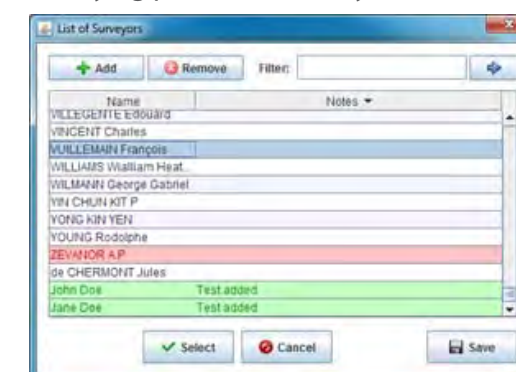 List of Surveyors
Add Remove Filter:
Name Notes
VILLEGENTE Edouard
VINCENT Charles
VUILLEMAIN François
WILLIAMS Wialliam Heat...
WILMANN George Gabriel
YIN CHUN KIT P
YONG KIN YEN
YOUNG Rodolphe
ZEVANOR A.P
de CHERMONT Jules
John Doe Test added
Jane Doe Test added
Select Cancel Save